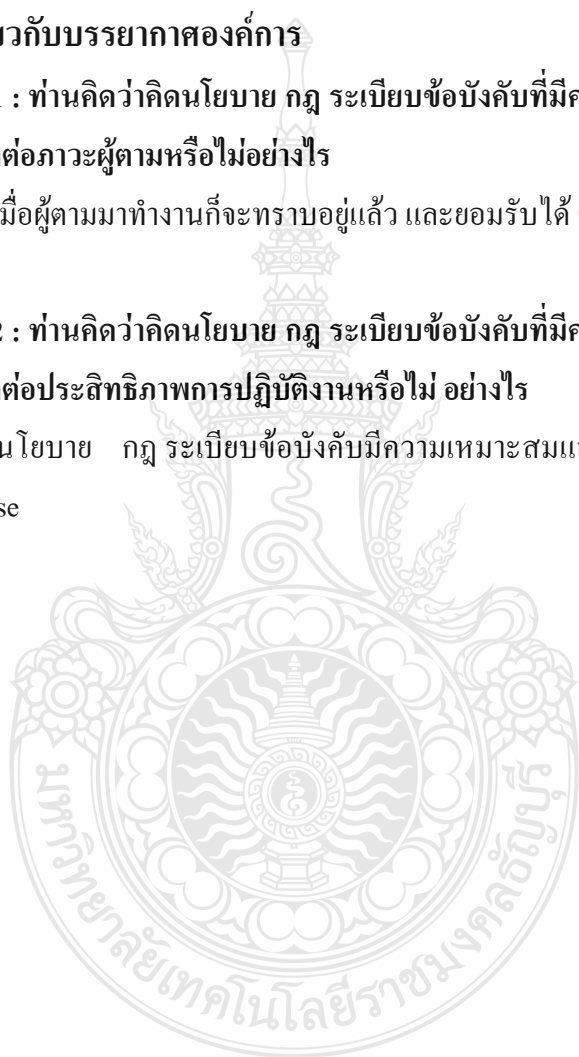 ยวกับบรรยากาศองค์การ
: ท่านคิดว่าคิดนโยบาย กฎ ระเบียบข้อบังคับที่มี
ต่อภาวะผู้ตามหรือไม่อย่างไร
มื่อผู้ตามมาทำงานก็จะทราบอยู่แล้ว และยอมรับได้
2 : ท่านคิดว่าคิดนโยบาย กฎ ระเบียบข้อบังคับที่มี
ต่อประสิทธิภาพการปฏิบัติงานหรือไม่ อย่างไร
นโยบาย กฎ ระเบียบข้อบังคับมีความเหมาะสมแ
se
มหาวิทยาลัยเทคโนโลยีราชมงคลธัญบุรี